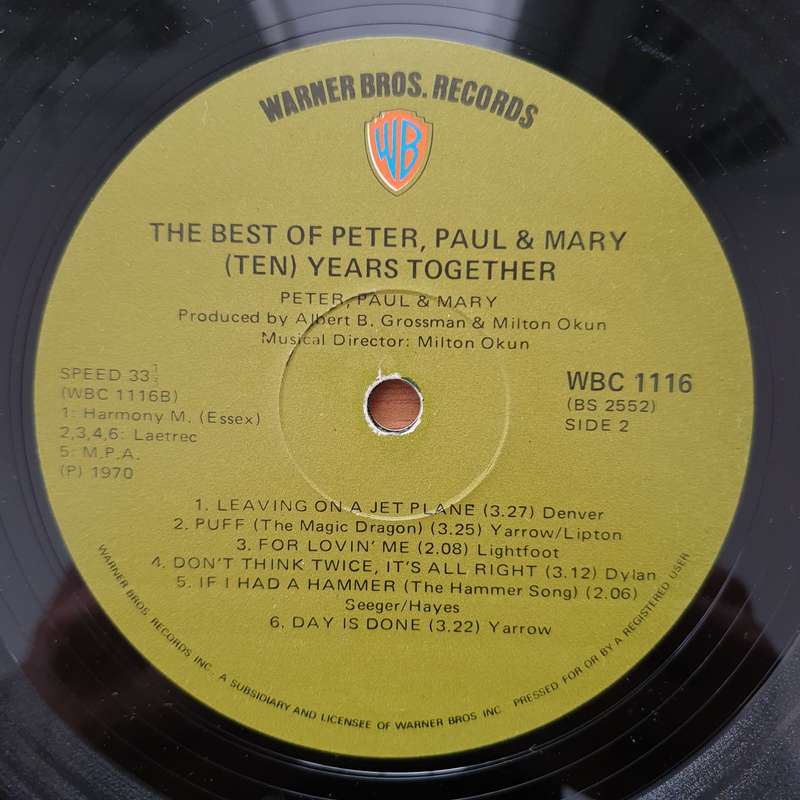 WARNER BROS. RECORDS
WB
THE BEST OF PETER, PAUL & MARY
(TEN) YEARS TOGETHER
PETER, PAUL & MARY
Produced by Albert B. Grossman & Milton Okun
Musical Director: Milton Okun
SPEED 33⅓
(WBC 1116B)
1: Harmony M. (Essex)
2,3,4,6: Laetrec
5: M.P.A.
(P) 1970
WBC 1116
(BS 2552)
SIDE 2
1. LEAVING ON A JET PLANE (3.27) Denver
2. PUFF (The Magic Dragon) (3.25) Yarrow/Lipton
3. FOR LOVIN' ME (2.08) Lightfoot
4. DON'T THINK TWICE, IT'S ALL RIGHT (3.12) Dylan
5. IF I HAD A HAMMER (The Hammer Song) (2.06)
Seeger/Hayes
6. DAY IS DONE (3.22) Yarrow
WARNER BROS. RECORDS INC. A SUBSIDIARY AND LICENSEE OF WARNER BROS INC. PRESSED FOR OR BY A REGISTERED USER